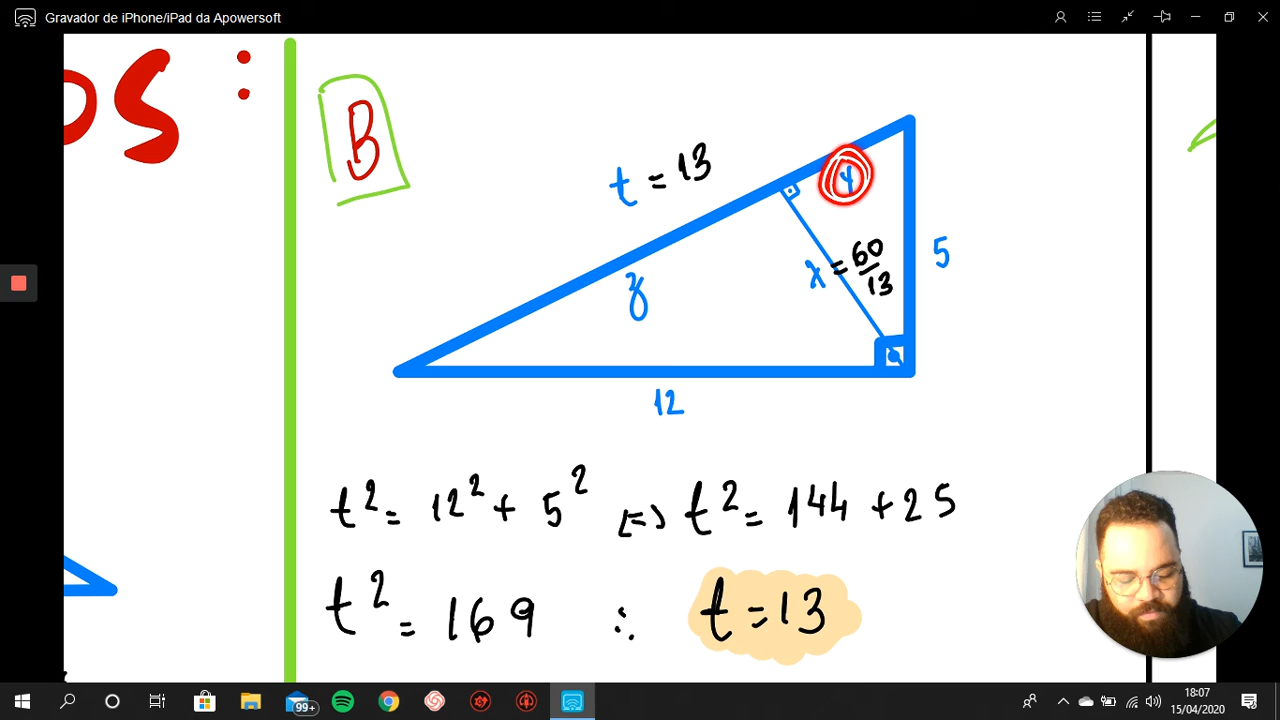 Gravador de iPhone/iPad da Apowersoft
OS :
B
t = 13
y
5
x = 60/13
z
12
t² = 12² + 5² ⇔ t² = 144 + 25
t² = 169 ∴ t = 13
99+
18:07
15/04/2020